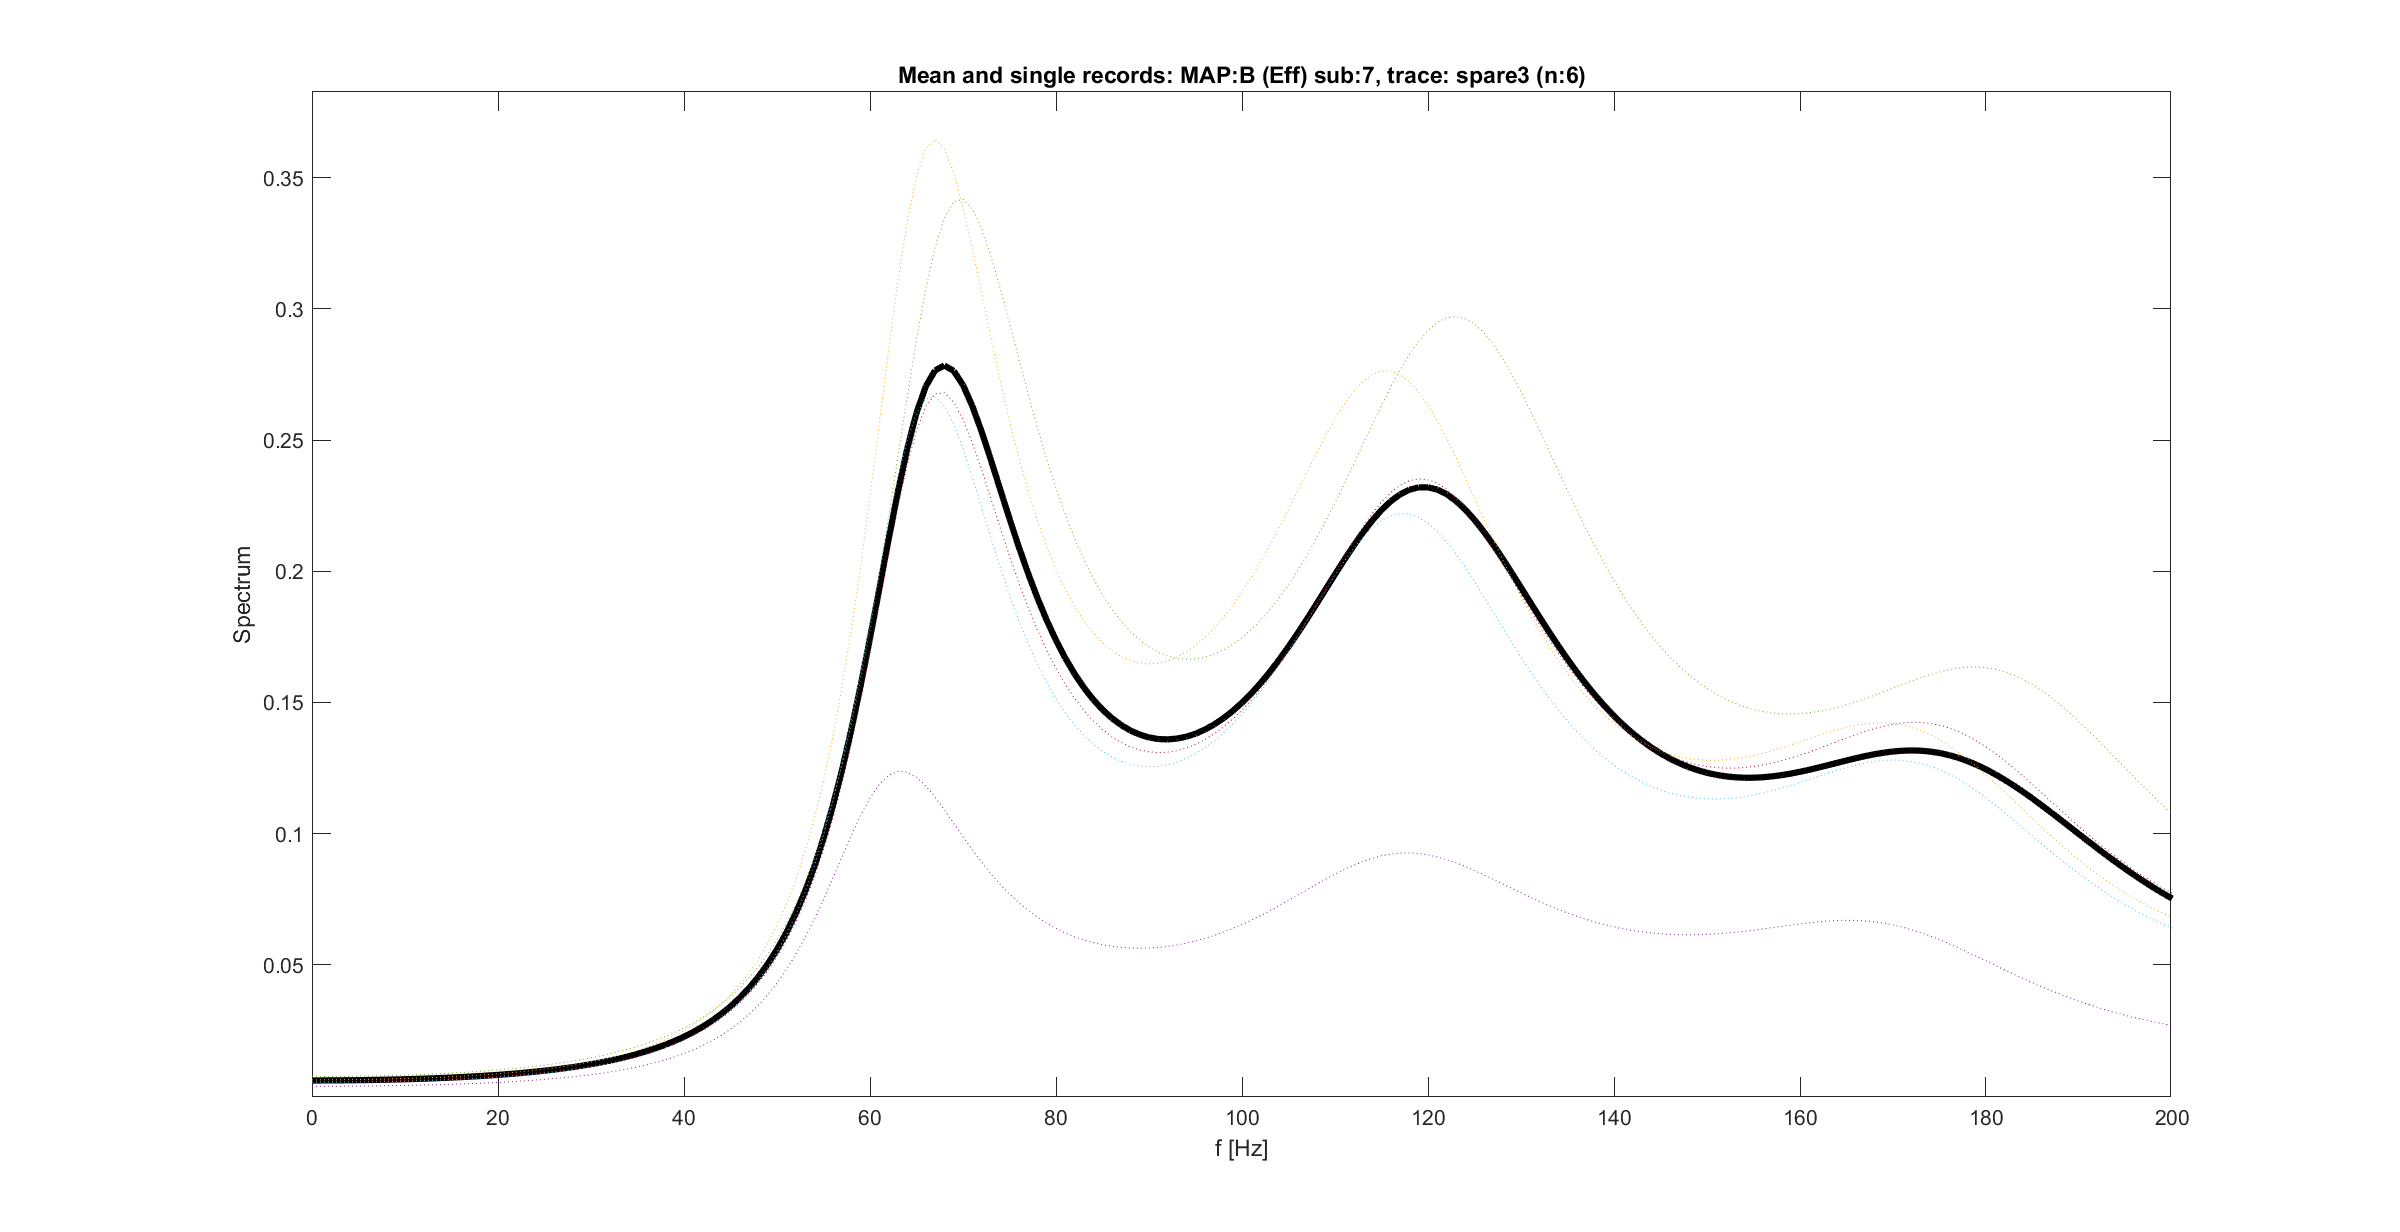 Mean and single records: MAP:B (Eff) sub:7, trace: spare3 (n:6)
0.35
0.3
0.25
0.2
0.15
0.1
0.05
Spectrum
0 20 40 60 80 100 120 140 160 180 200
f [Hz]